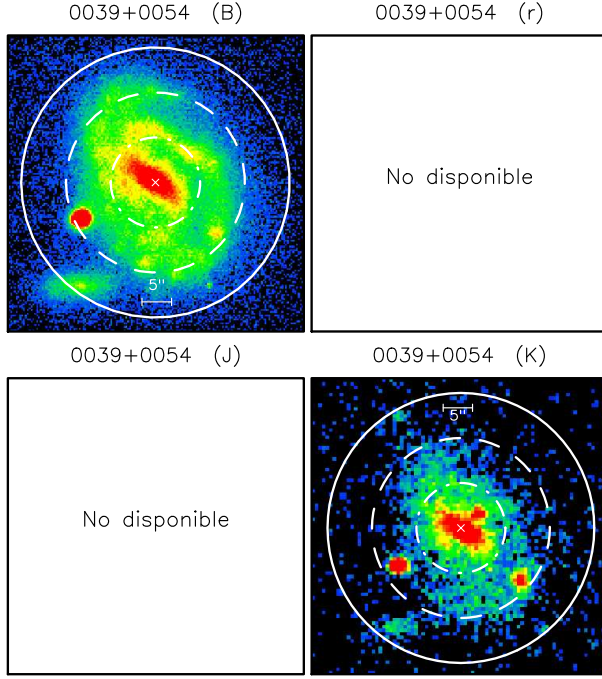 0039+0054 (B)
0039+0054 (r)
5"
No disponible
0039+0054 (J)
0039+0054 (K)
No disponible
5"